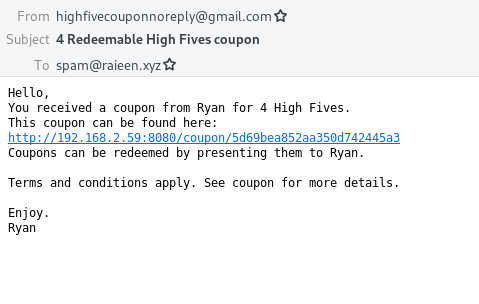 From highfivecouponnoreply@gmail.com
Subject 4 Redeemable High Fives coupon
To spam@raieen.xyz
Hello,
You received a coupon from Ryan for 4 High Fives.
This coupon can be found here:
http://192.168.2.59:8080/coupon/5d69bea852aa350d742445a3
Coupons can be redeemed by presenting them to Ryan.
Terms and conditions apply. See coupon for more details.
Enjoy.
Ryan